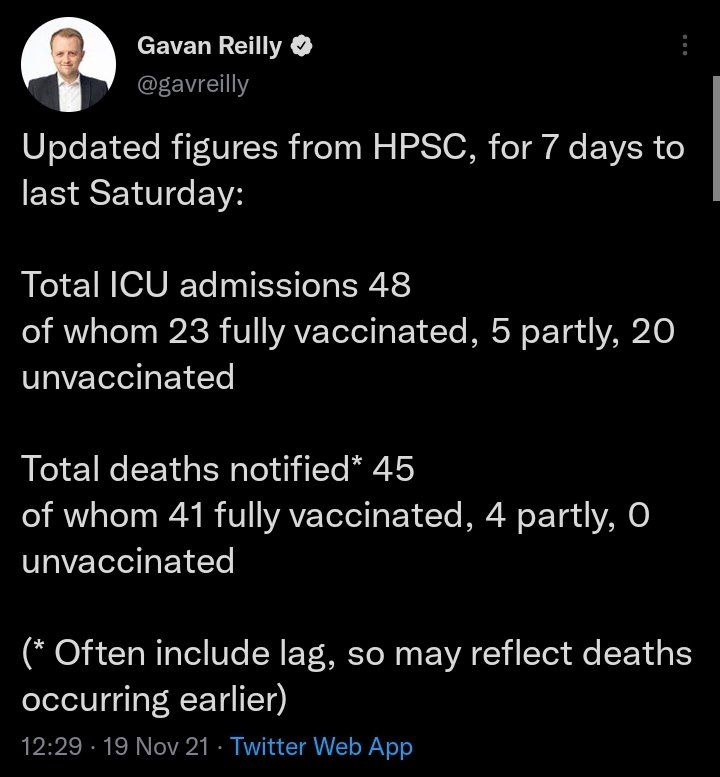 Gavan Reilly
@gavreilly
Updated figures from HPSC, for 7 days to
last Saturday:
Total ICU admissions 48
of whom 23 fully vaccinated, 5 partly, 20
unvaccinated
Total deaths notified* 45
of whom 41 fully vaccinated, 4 partly, 0
unvaccinated
(* Often include lag, so may reflect deaths
occurring earlier)
12:29 · 19 Nov 21 · Twitter Web App